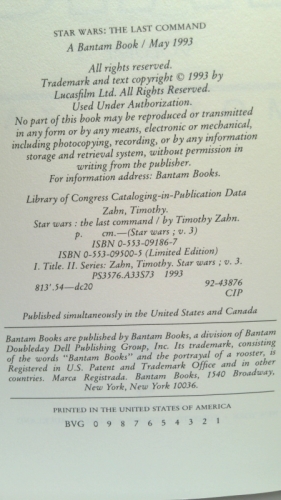 STAR WARS: THE LAST COMMAND
A Bantam Book / May 1993
All rights reserved.
Trademark and text copyright © 1993 by
Lucasfilm Ltd. All Rights Reserved.
Used Under Authorization.
No part of this book may be reproduced or transmitted
in any form or by any means, electronic or mechanical,
including photocopying, recording, or by any information
storage and retrieval system, without permission in
writing from the publisher.
For information address: Bantam Books.
Library of Congress Cataloging-in-Publication Data
Zahn, Timothy.
Star wars : the last command / by Timothy Zahn.
p. cm.—(Star wars ; v. 3)
ISBN 0-553-09186-7
ISBN 0-553-09500-5 (Limited Edition)
I. Title. II. Series: Zahn, Timothy. Star wars ; v. 3.
PS3576.A33S73 1993
813'.54—dc20 92-43876
CIP
Published simultaneously in the United States and Canada
Bantam Books are published by Bantam Books, a division of Bantam
Doubleday Dell Publishing Group, Inc. Its trademark, consisting
of the words "Bantam Books" and the portrayal of a rooster, is
Registered in U.S. Patent and Trademark Office and in other
countries. Marca Registrada. Bantam Books, 1540 Broadway,
New York, New York 10036.
PRINTED IN THE UNITED STATES OF AMERICA
BVG 0 9 8 7 6 5 4 3 2 1